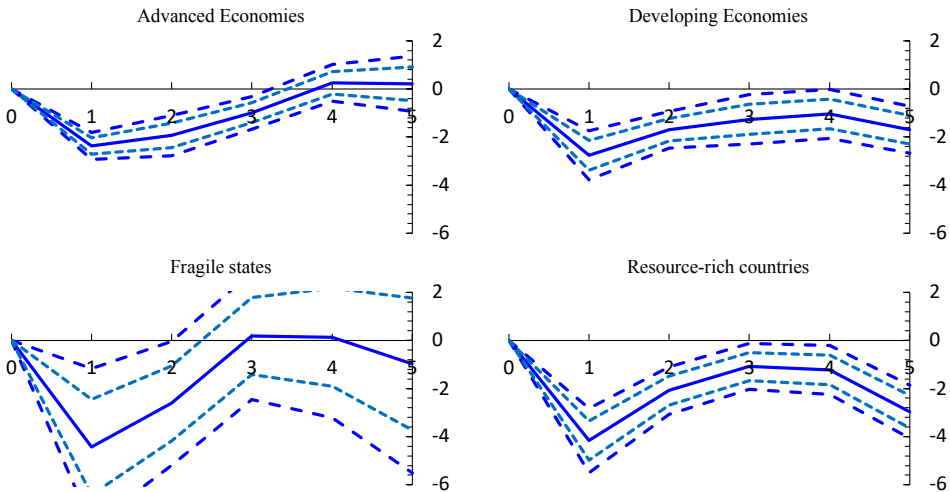 Advanced Economies
2
0
0 1 2 3 4 5
-2
-4
-6
Developing Economies
2
0
0 1 2 3 4 5
-2
-4
-6
Fragile states
2
0
0 1 2 3 4 5
-2
-4
-6
Resource-rich countries
2
0
0 1 2 3 4 5
-2
-4
-6